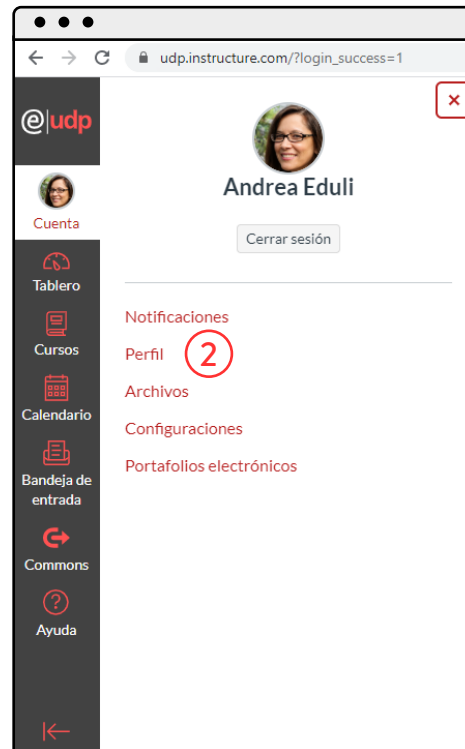 udp.instructure.com/?login_success=1
e|udp
Cuenta
Tablero
Cursos
Calendario
Bandeja de
entrada
Commons
Ayuda
×
Andrea Eduli
Cerrar sesión
Notificaciones
Perfil 2
Archivos
Configuraciones
Portafolios electrónicos